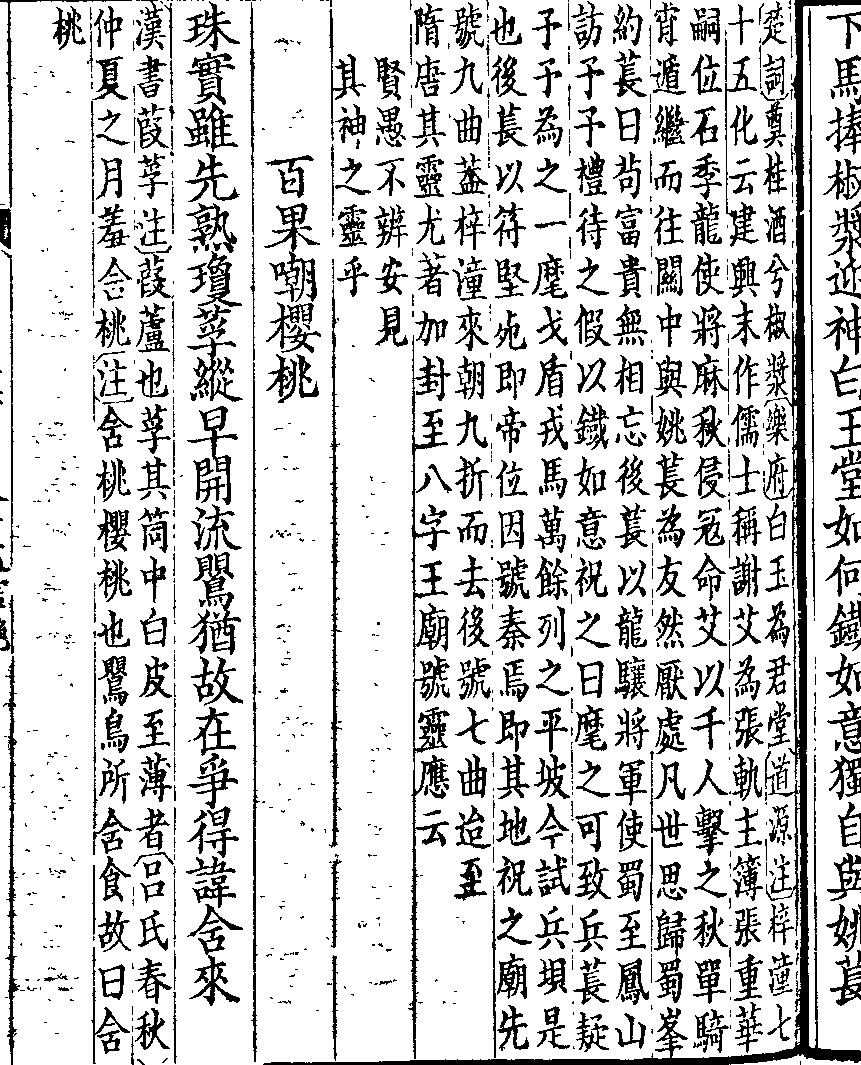 下馬捧椒漿迎神白玉堂如何鐵如意獨自與姚萇
楚詞奠桂酒兮椒漿樂府白玉為君堂道源注梓潼七
十五化云建興末作儒士稱謝艾為張軌主簿張重華
嗣位石季龍使將麻秋侵寇命艾以千人擊之秋單騎
宵遁繼而往關中與姚萇為友然厭處凡世思歸蜀峯
約萇曰茍富貴無相忘後萇以龍驤將軍使蜀至鳳山
訪予予禮待之假以鐵如意祝之曰麾之可致兵萇疑
予予為之一麾戈盾戎馬萬餘列之平坡今試兵垻是
也後萇以苻堅死即帝位因號秦焉即其地祝之廟先
號九曲葢梓潼來朝九折而去後號七曲迨至
隋唐其靈尤著加封至八字王廟號靈應云
賢愚不辨安見
其神之靈乎
百果嘲櫻桃
珠實雖先熟瓊莩縱早開流鶯猶故在爭得諱含來
漢書葭莩注葭蘆也莩其筒中白皮至薄者呂氏春秋
仲夏之月羞含桃注含桃櫻桃也鶯鳥所含食故曰含
桃